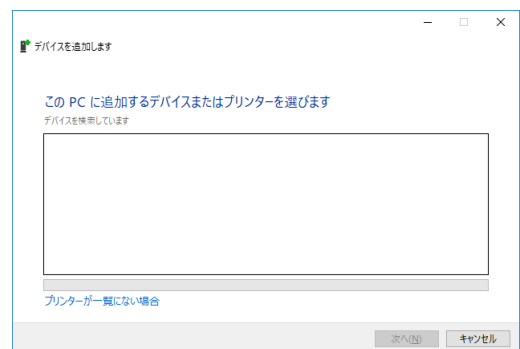 デバイスを追加します
この PC に追加するデバイスまたはプリンターを選びます
デバイスを検索しています
プリンターが一覧にない場合
次へ(N)
キャンセル